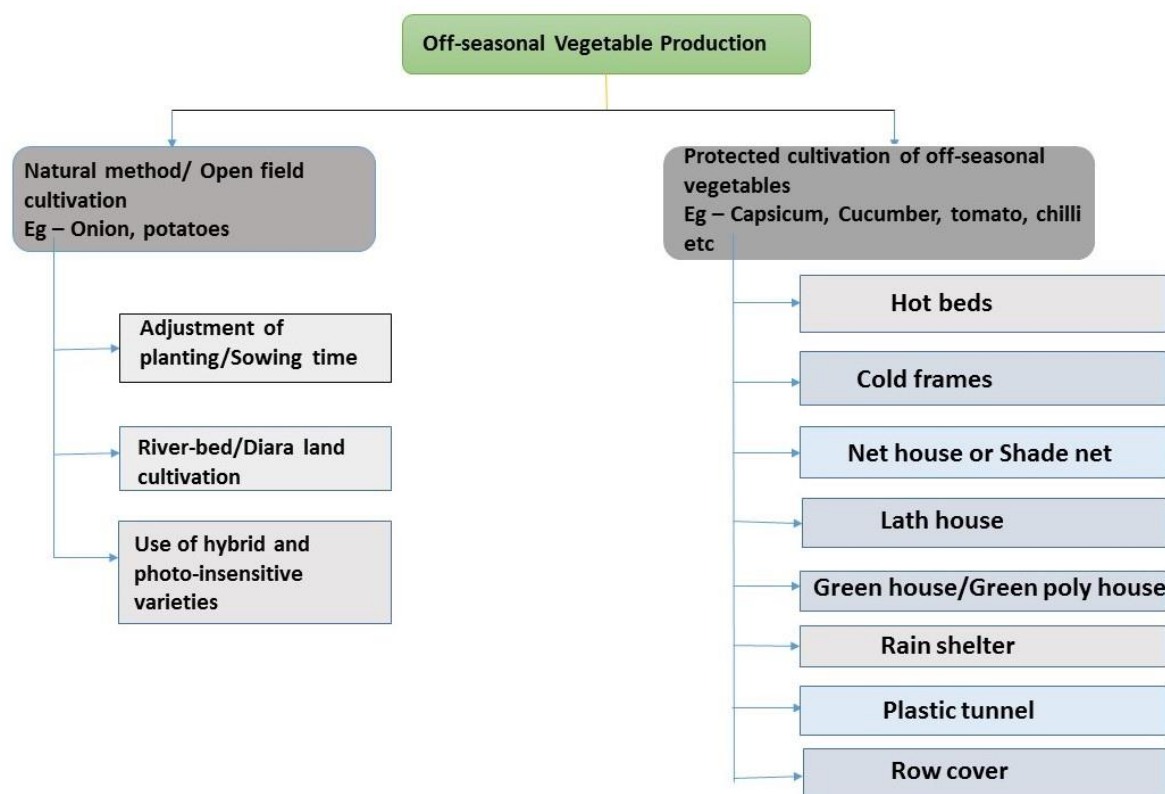 Off-seasonal Vegetable Production
Natural method/ Open field
cultivation
Eg – Onion, potatoes
Adjustment of
planting/Sowing time
River-bed/Diara land
cultivation
Use of hybrid and
photo-insensitive
varieties
Protected cultivation of off-seasonal
vegetables
Eg – Capsicum, Cucumber, tomato, chilli
etc
Hot beds
Cold frames
Net house or Shade net
Lath house
Green house/Green poly house
Rain shelter
Plastic tunnel
Row cover